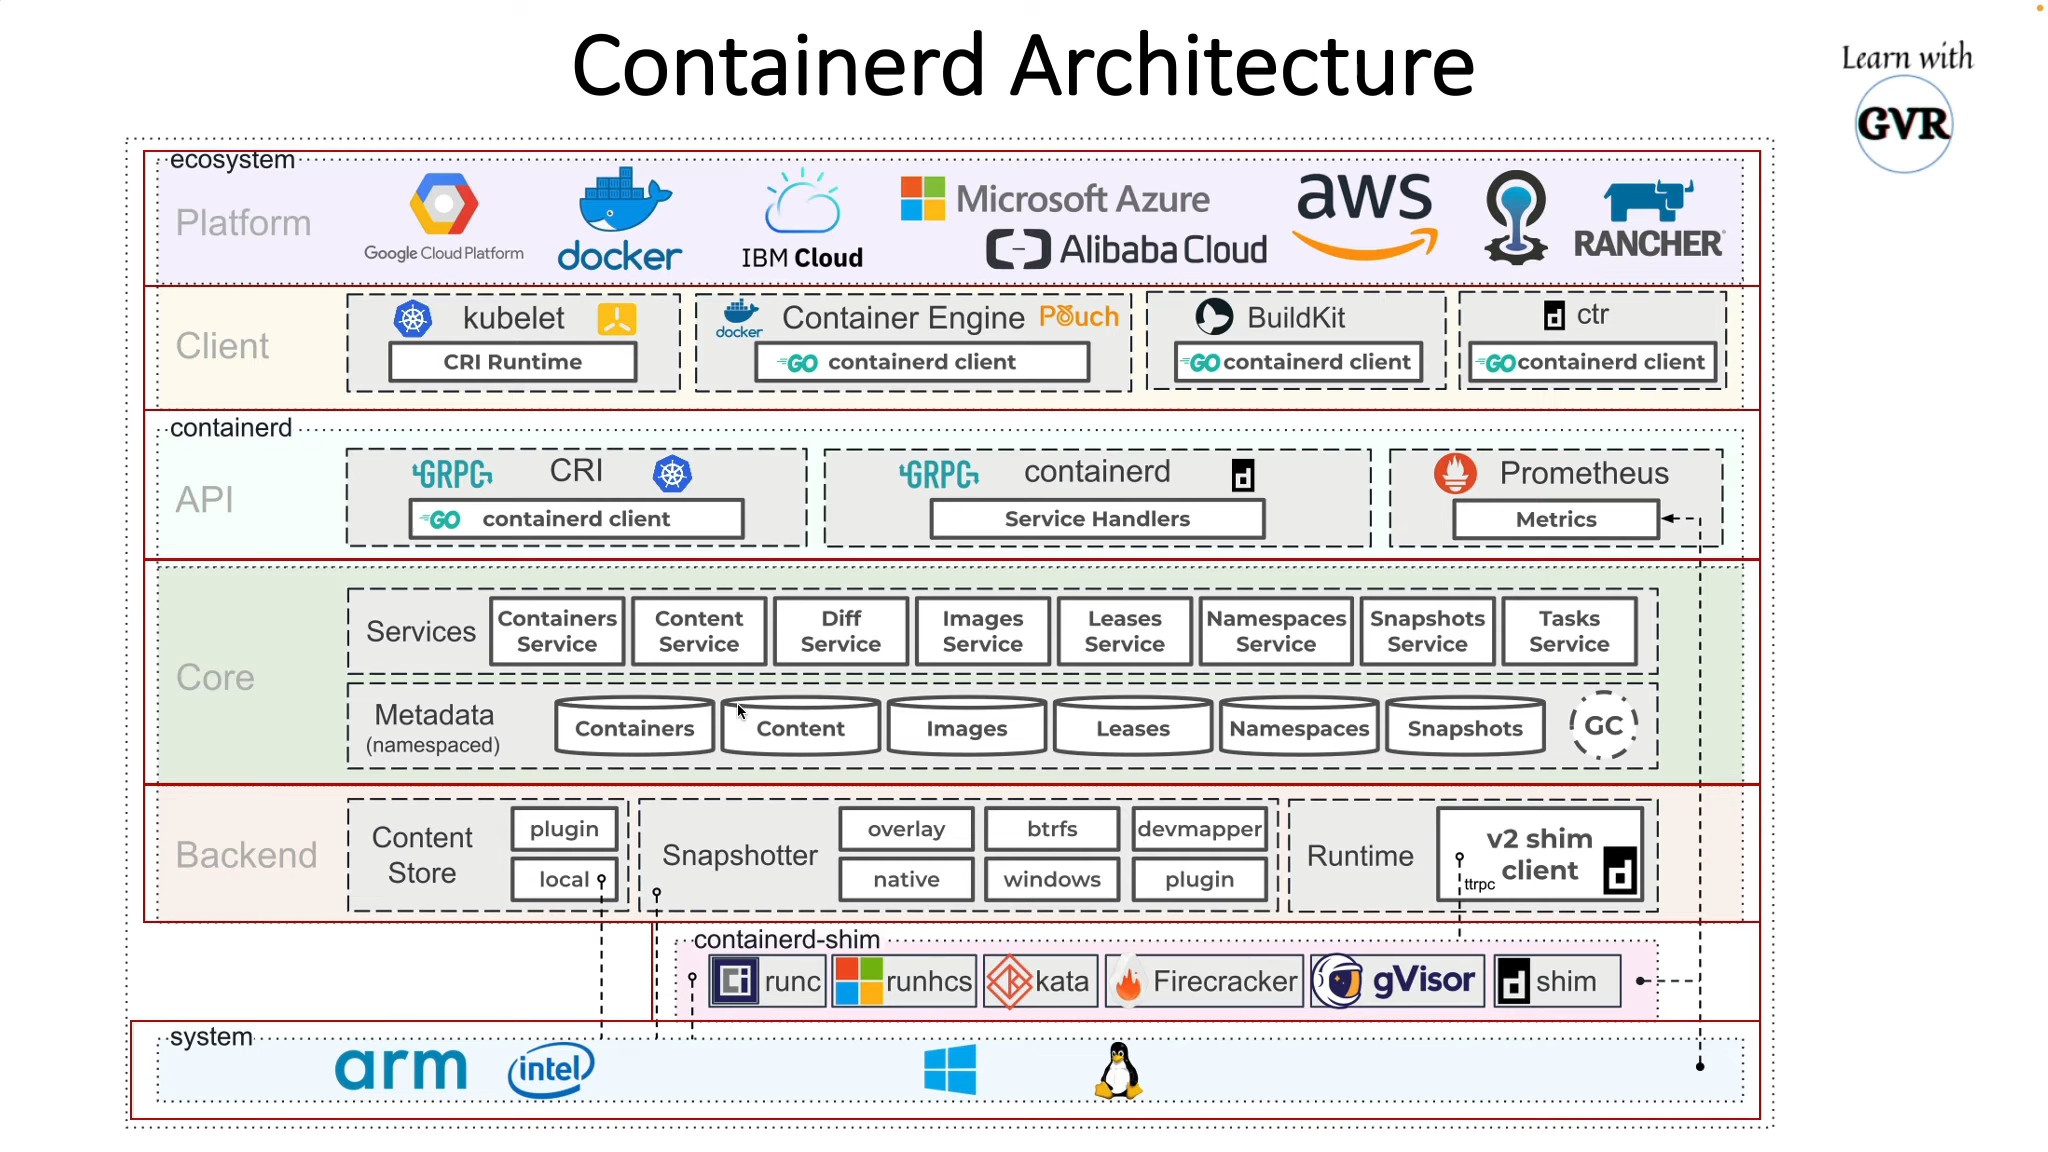 Containerd Architecture
Learn with
GVR
ecosystem
Platform
Google Cloud Platform
docker
IBM Cloud
Microsoft Azure
Alibaba Cloud
aws
RANCHER
Client
kubelet
CRI Runtime
docker
Container Engine
Pouch
GO containerd client
BuildKit
GO containerd client
ctr
GO containerd client
containerd
API
GRPC CRI
GO containerd client
GRPC containerd
Service Handlers
Prometheus
Metrics
Core
Services
Containers
Service
Content
Service
Diff
Service
Images
Service
Leases
Service
Namespaces
Service
Snapshots
Service
Tasks
Service
Metadata
(namespaced)
Containers
Content
Images
Leases
Namespaces
Snapshots
GC
Backend
Content
Store
plugin
local
Snapshotter
overlay
btrfs
devmapper
native
windows
plugin
Runtime
v2 shim
client
ttrpc
containerd-shim
runc
runhcs
kata
Firecracker
gVisor
shim
system
arm
intel